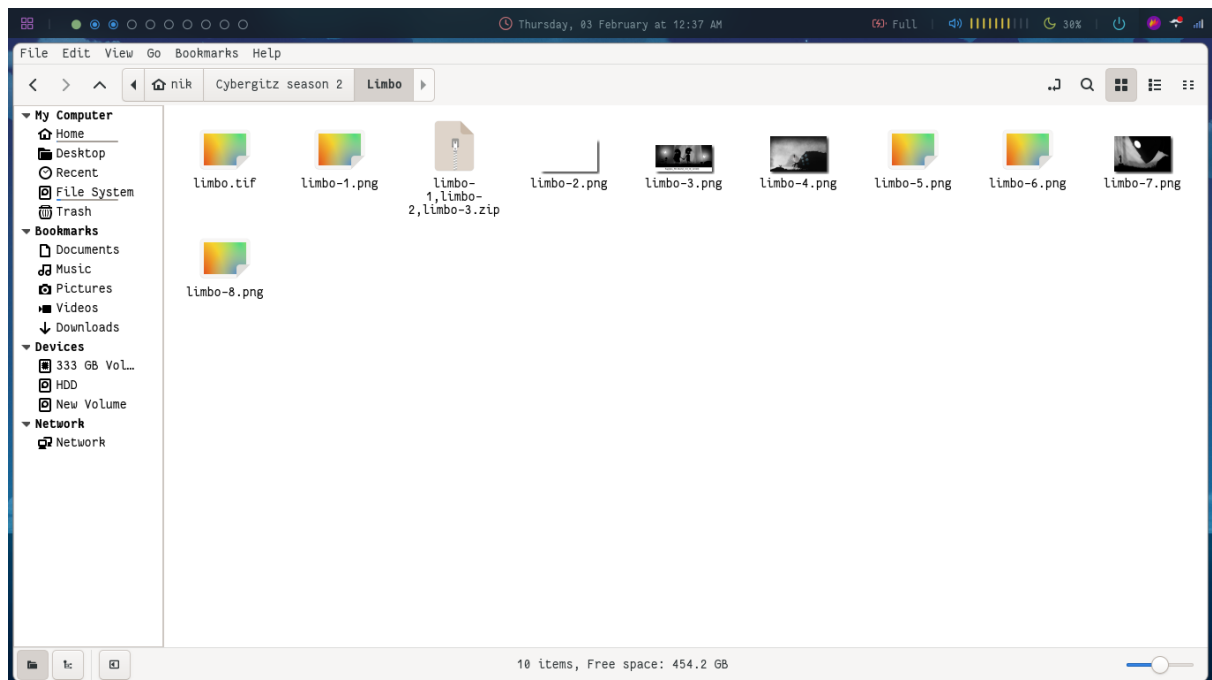 Thursday, 03 February at 12:37 AM
Full
30%
File Edit View Go Bookmarks Help
nik Cybergitz season 2 Limbo
My Computer
Home
Desktop
Recent
File System
Trash
Bookmarks
Documents
Music
Pictures
Videos
Downloads
Devices
333 GB Vol…
HDD
New Volume
Network
Network
limbo.tif
limbo-1.png
limbo-
1,limbo-
2,limbo-3.zip
limbo-2.png
limbo-3.png
limbo-4.png
limbo-5.png
limbo-6.png
limbo-7.png
limbo-8.png
10 items, Free space: 454.2 GB